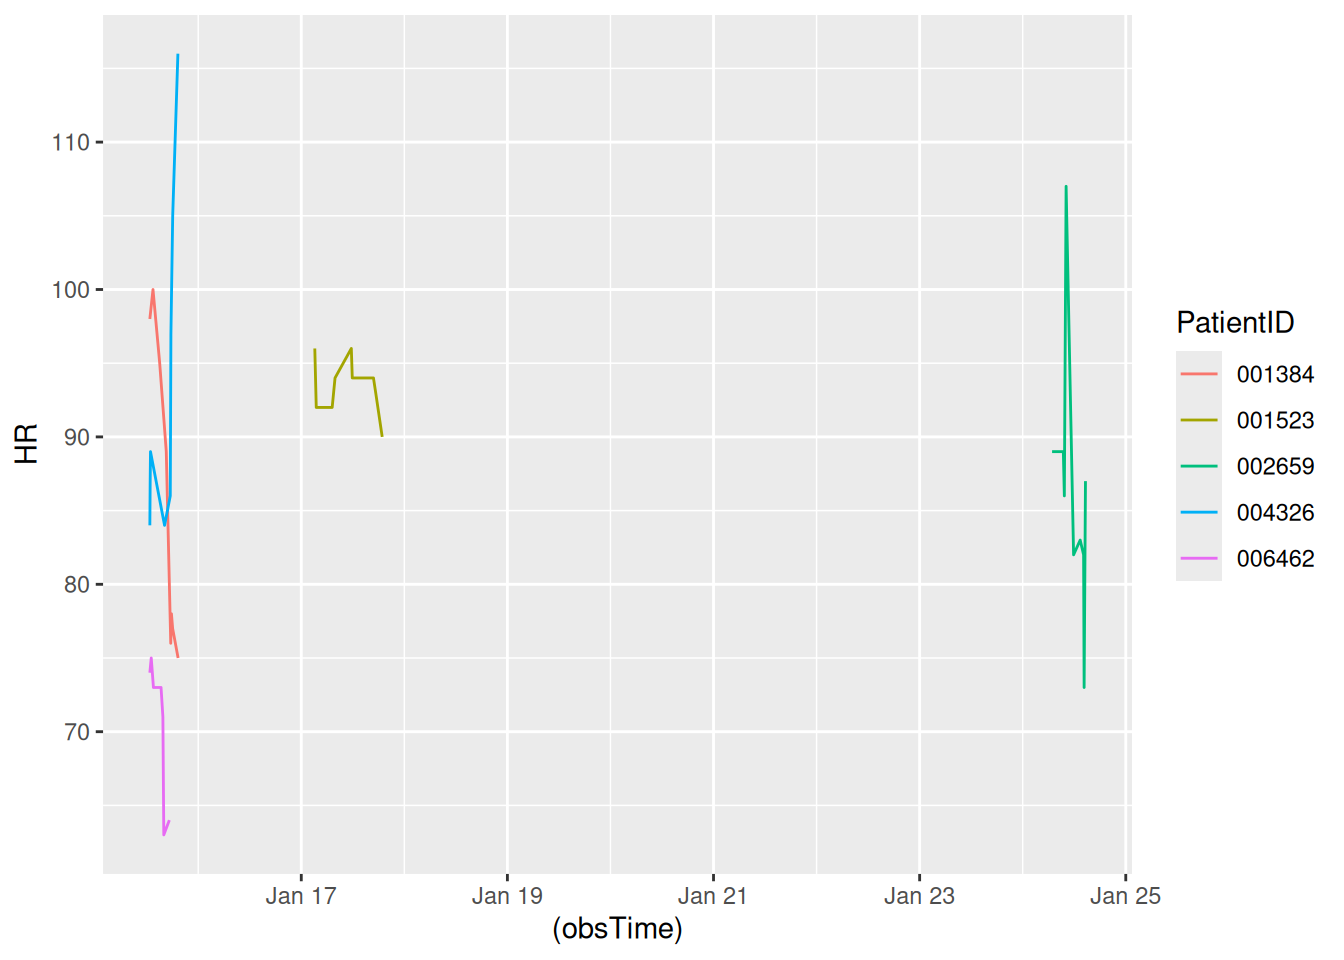 110
100
90
80
70
HR
Jan 17
Jan 19
Jan 21
Jan 23
Jan 25
(obsTime)
PatientID
001384
001523
002659
004326
006462